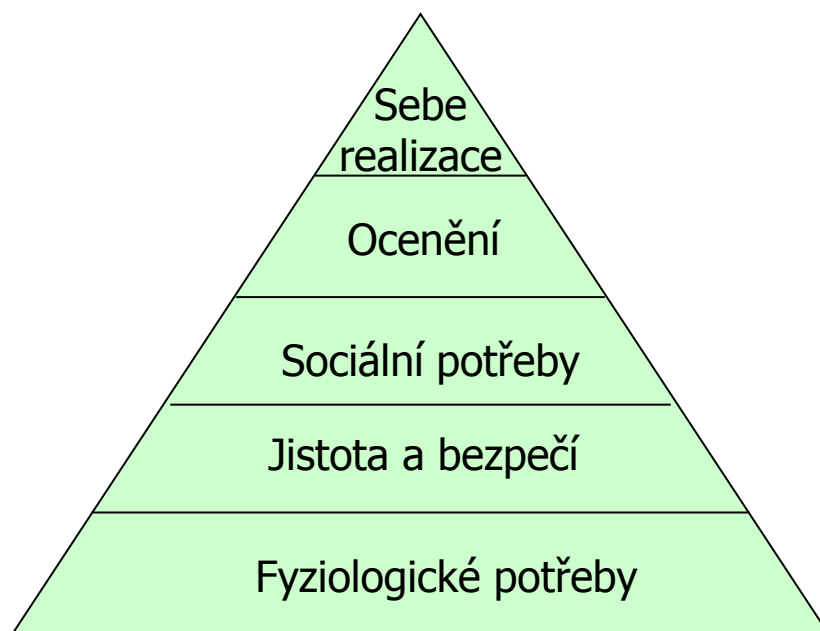 Sebe
realizace
Ocenění
Sociální potřeby
Jistota a bezpečí
Fyziologické potřeby